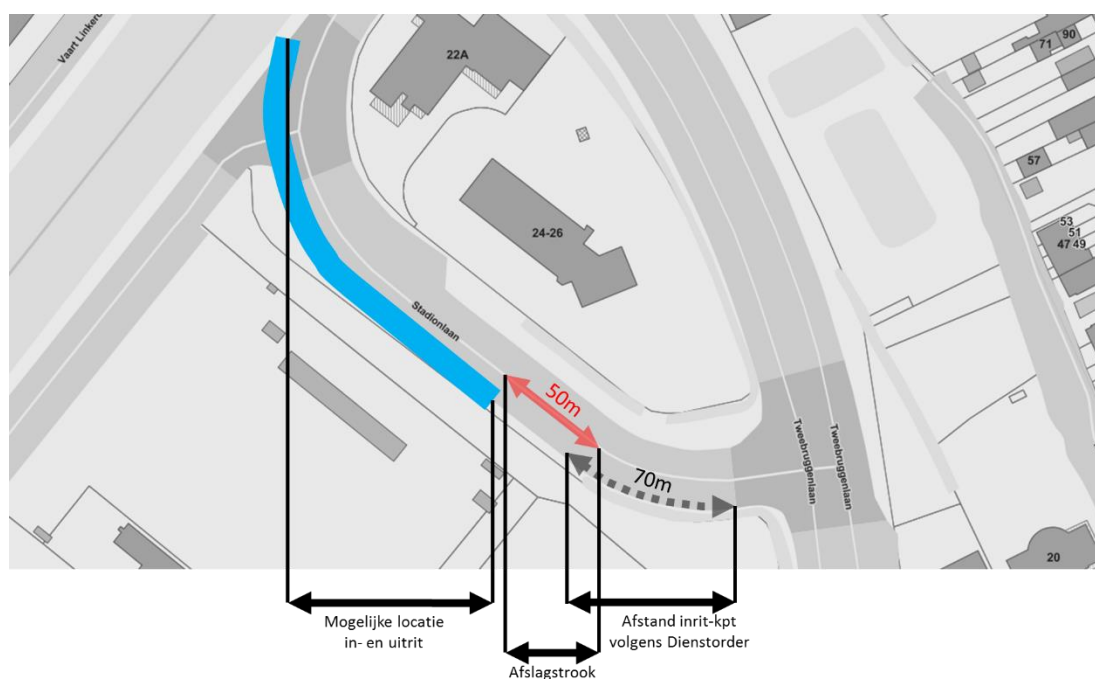 Vaart Linkero
22A
71
90
57
24-26
53
51
47
49
Stadionlaan
50m
70m
Tweebruggenlaan
Tweebruggenlaan
20
Mogelijke locatie
in- en uitrit
Afslagstrook
Afstand inrit-kpt
volgens Dienstorder